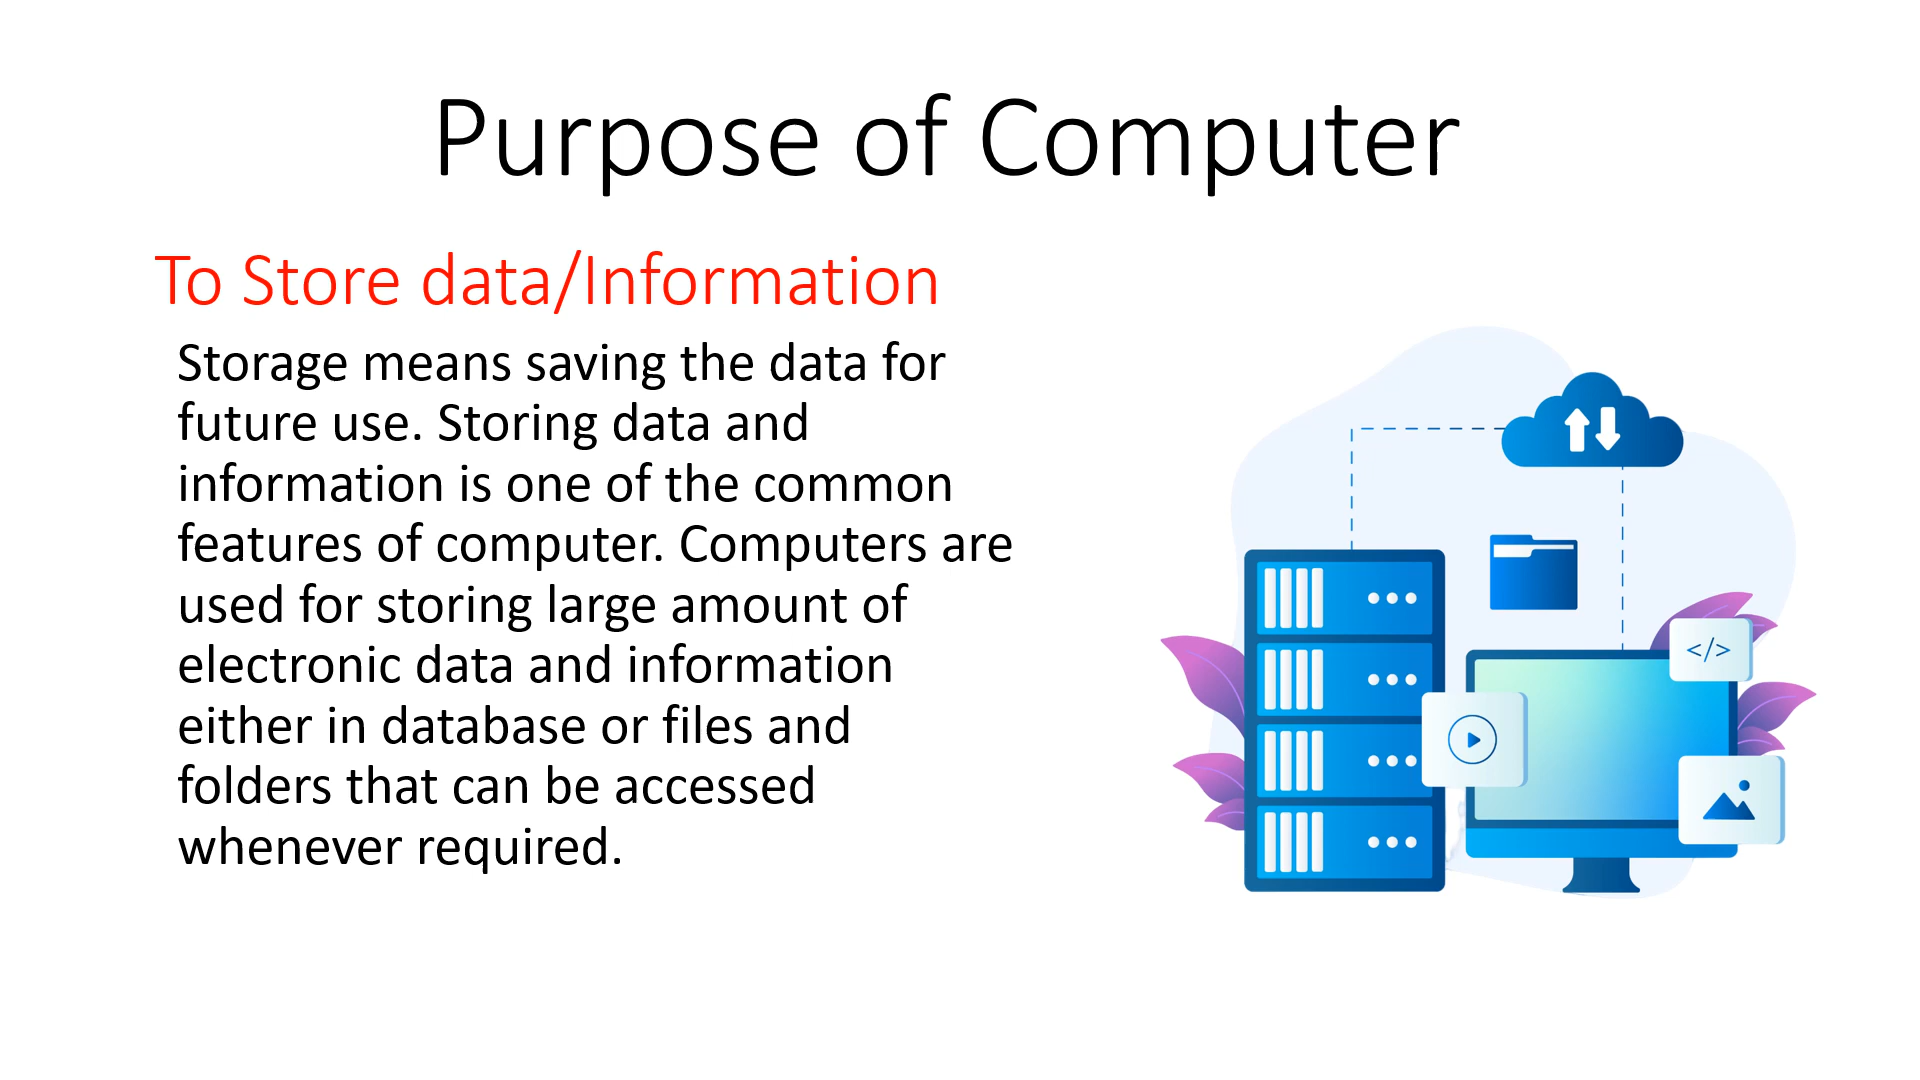 Purpose of Computer
To Store data/Information
Storage means saving the data for
future use. Storing data and
information is one of the common
features of computer. Computers are
used for storing large amount of
electronic data and information
either in database or files and
folders that can be accessed
whenever required.
</>